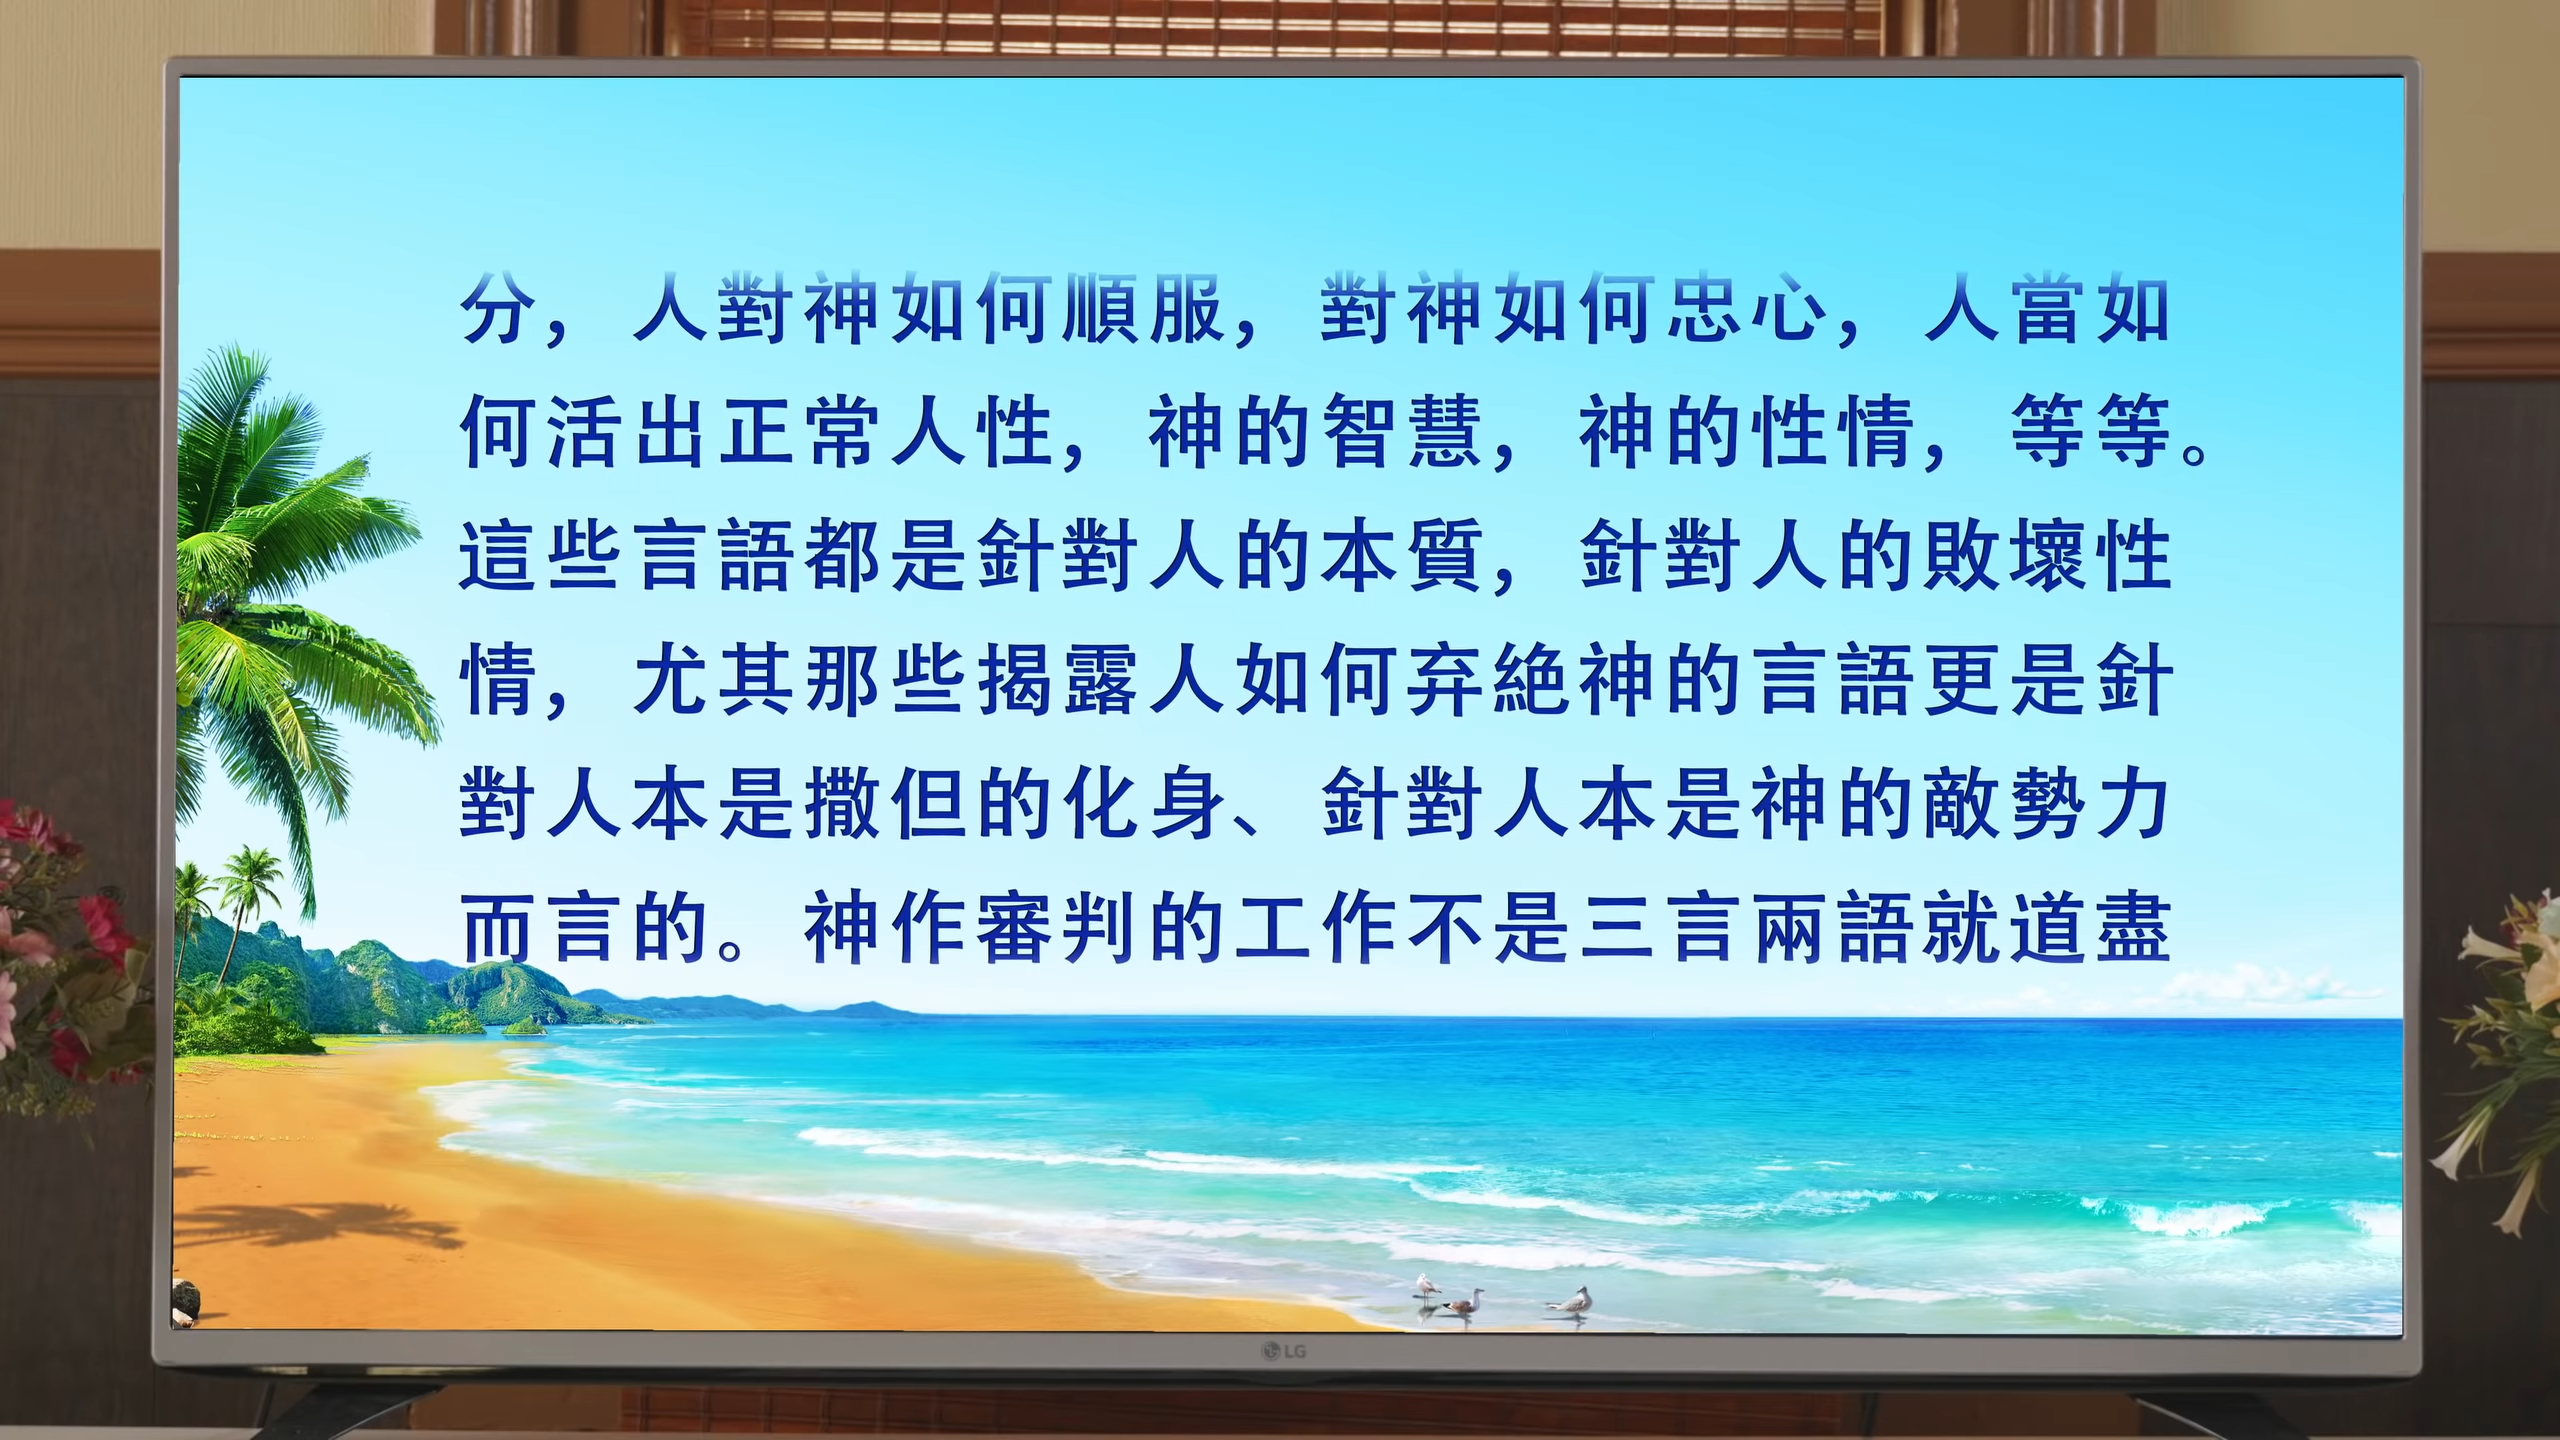 分，人對神如何順服，對神如何忠心，人當如
何活出正常人性，神的智慧，神的性情，等等。
這些言語都是針對人的本質，針對人的敗壞性
情，尤其那些揭露人如何弃絶神的言語更是針
對人本是撒但的化身、針對人本是神的敵勢力
而言的。神作審判的工作不是三言兩語就道盡
LG